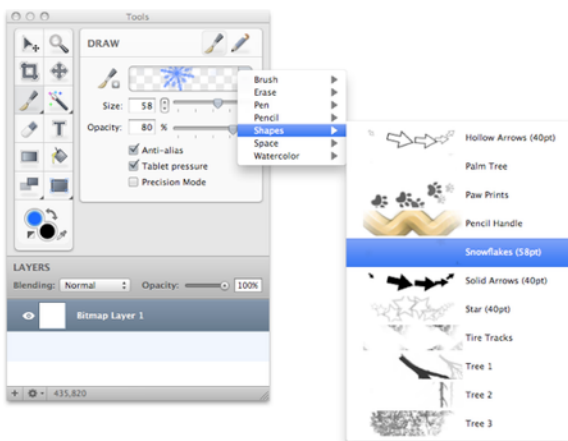 Tools
DRAW
Size: 58
Opacity: 80 %
Anti-alias
Tablet pressure
Precision Mode
LAYERS
Blending: Normal Opacity: 100%
Bitmap Layer 1
435,820
Brush
Erase
Pen
Pencil
Shapes
Space
Watercolor
Hollow Arrows (40pt)
Palm Tree
Paw Prints
Pencil Handle
Snowflakes (58pt)
Solid Arrows (40pt)
Star (40pt)
Tire Tracks
Tree 1
Tree 2
Tree 3